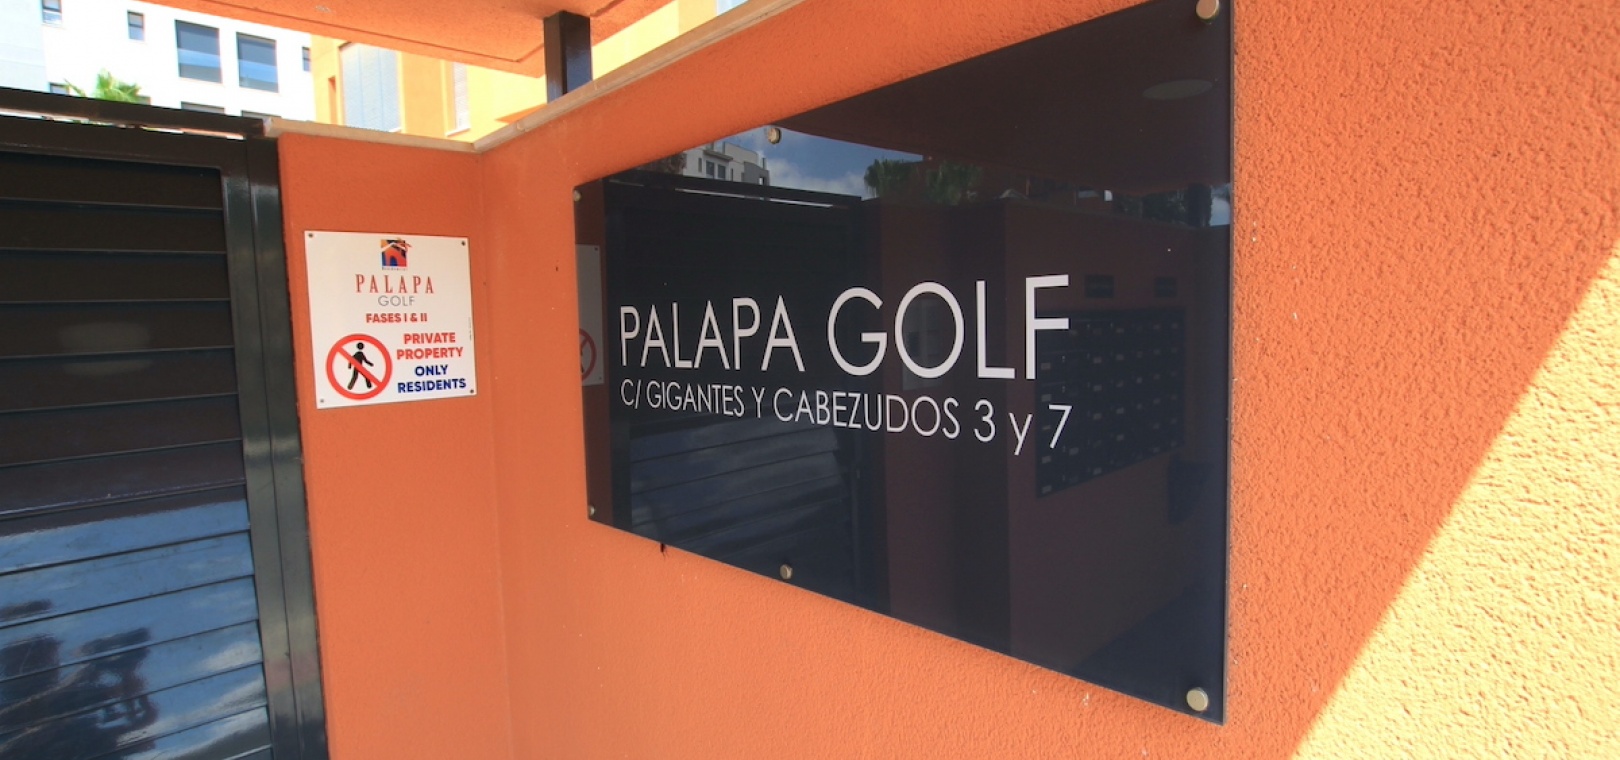 PALAPA
GOLF
FASES I & II
PRIVATE
PROPERTY
ONLY
RESIDENTS
PALAPA GOLF
C/ GIGANTES Y CABEZUDOS 3 y 7